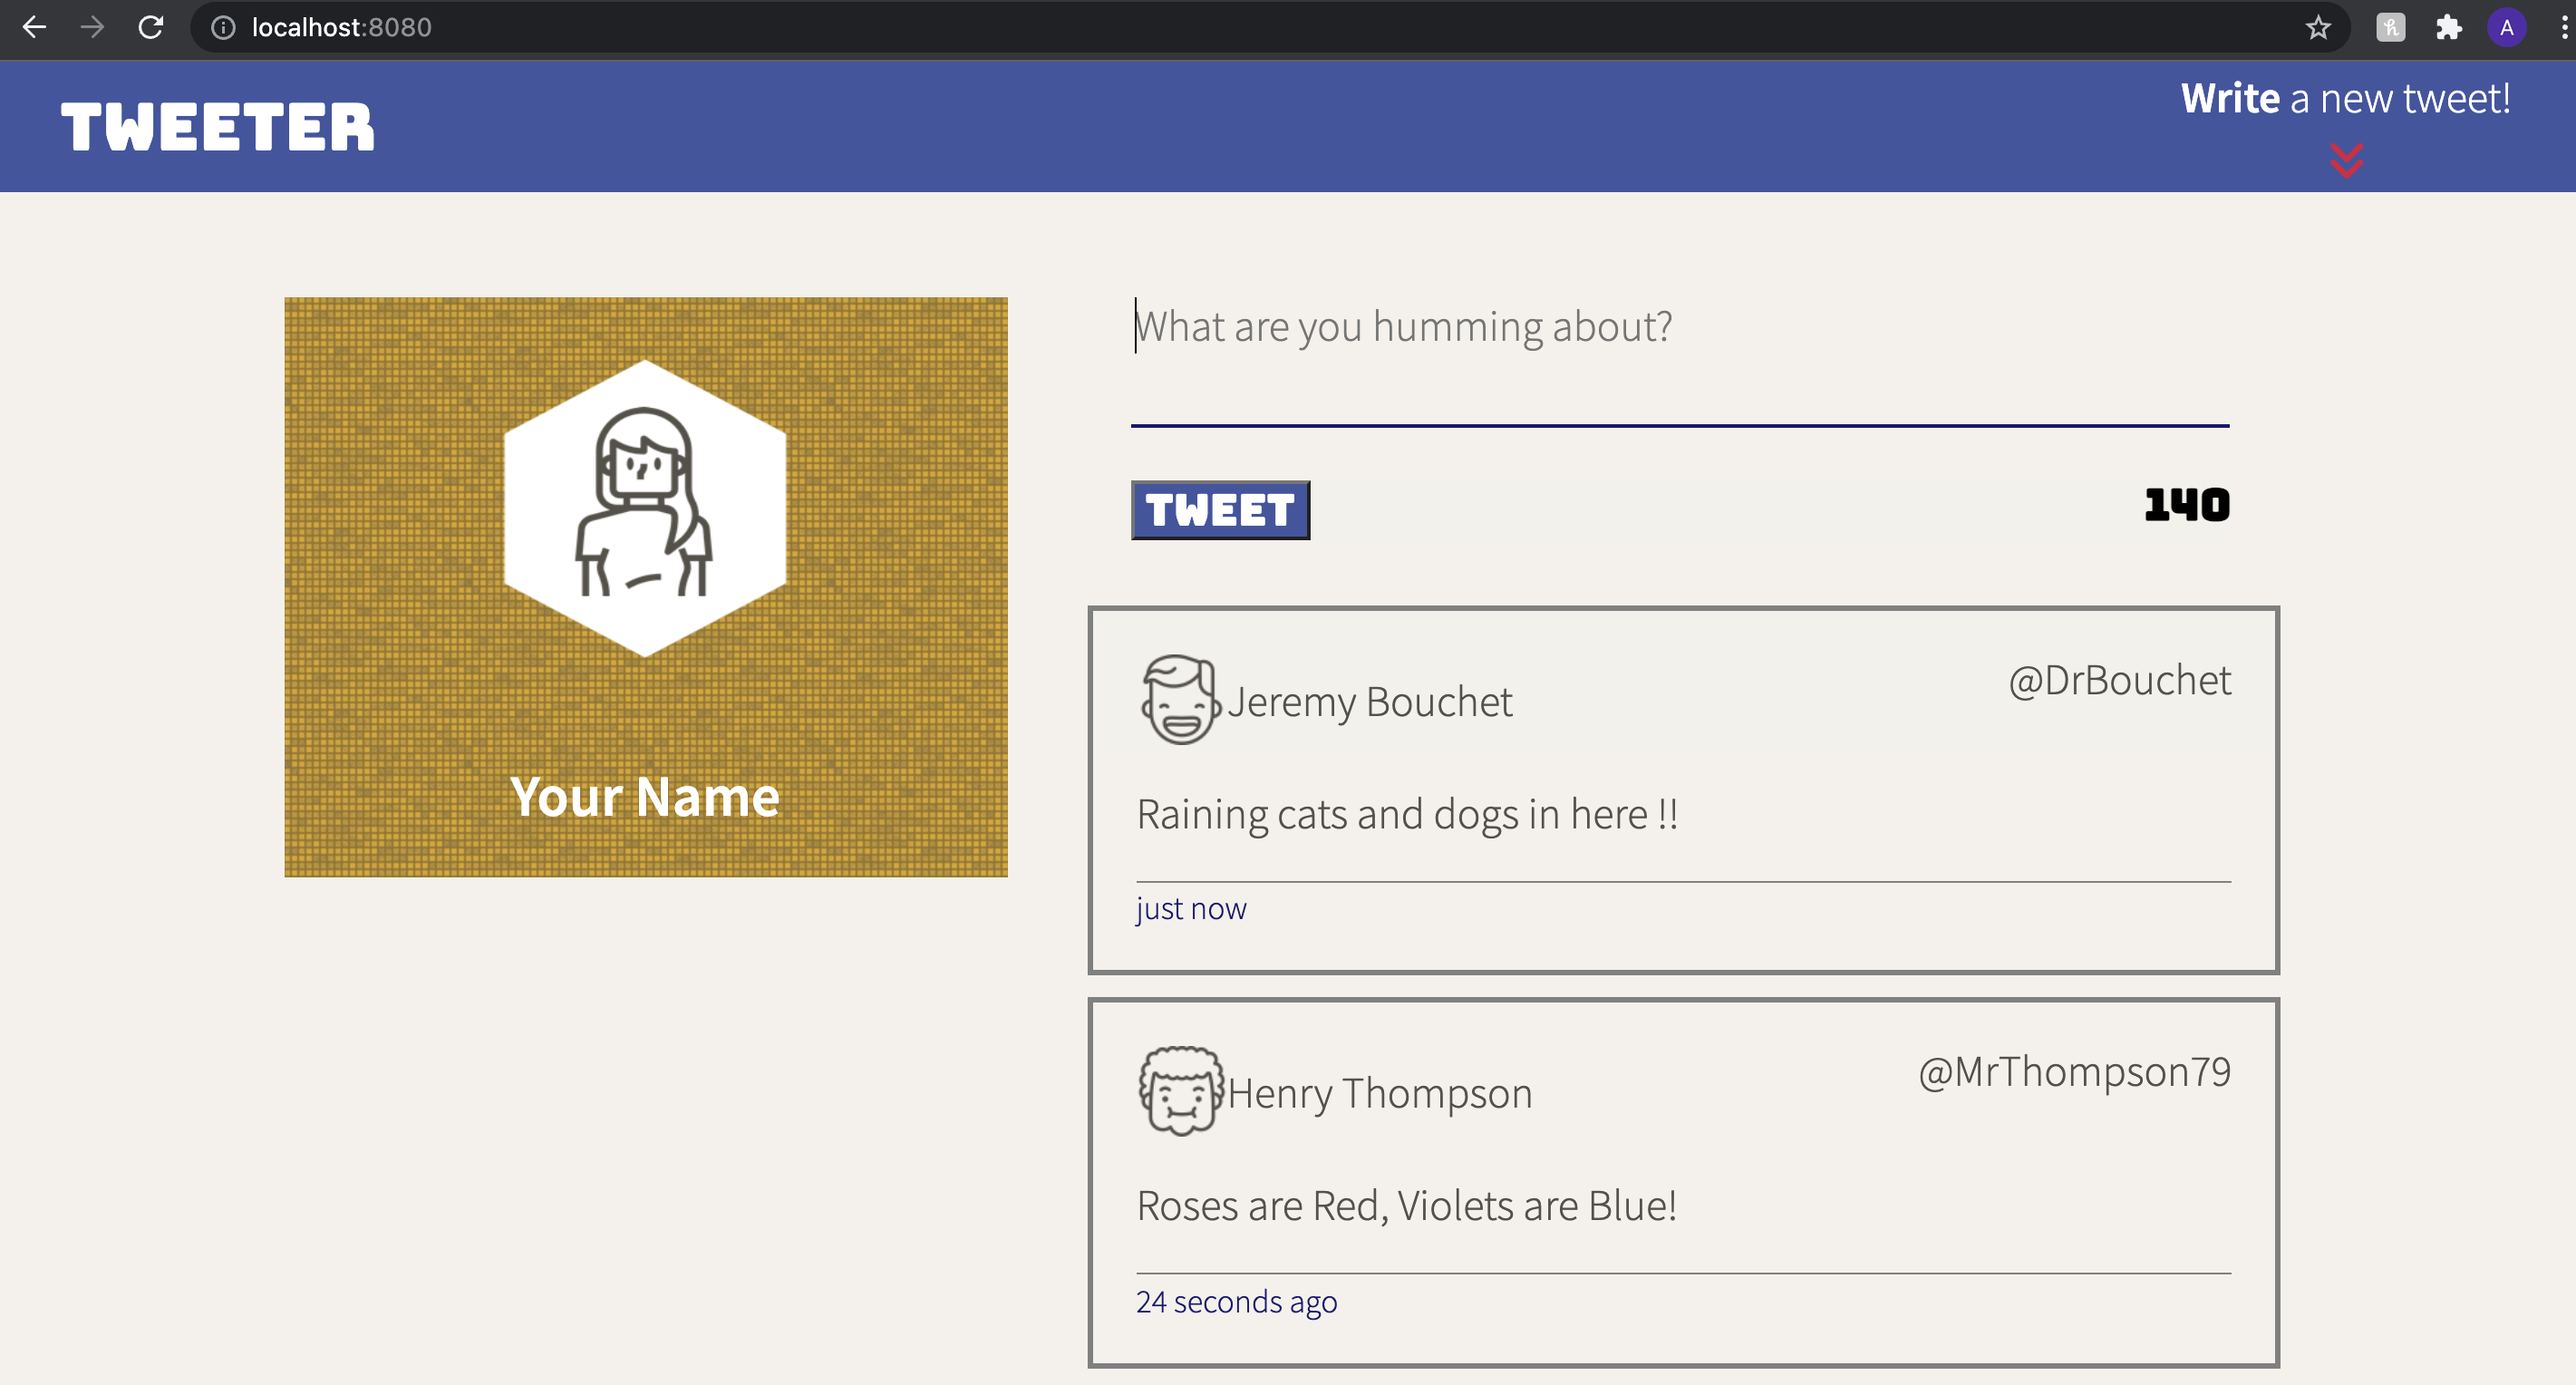 localhost:8080
A
TWEETER
Write a new tweet!
What are you humming about?
TWEET
140
Your Name
Jeremy Bouchet
@DrBouchet
Raining cats and dogs in here !!
just now
Henry Thompson
@MrThompson79
Roses are Red, Violets are Blue!
24 seconds ago